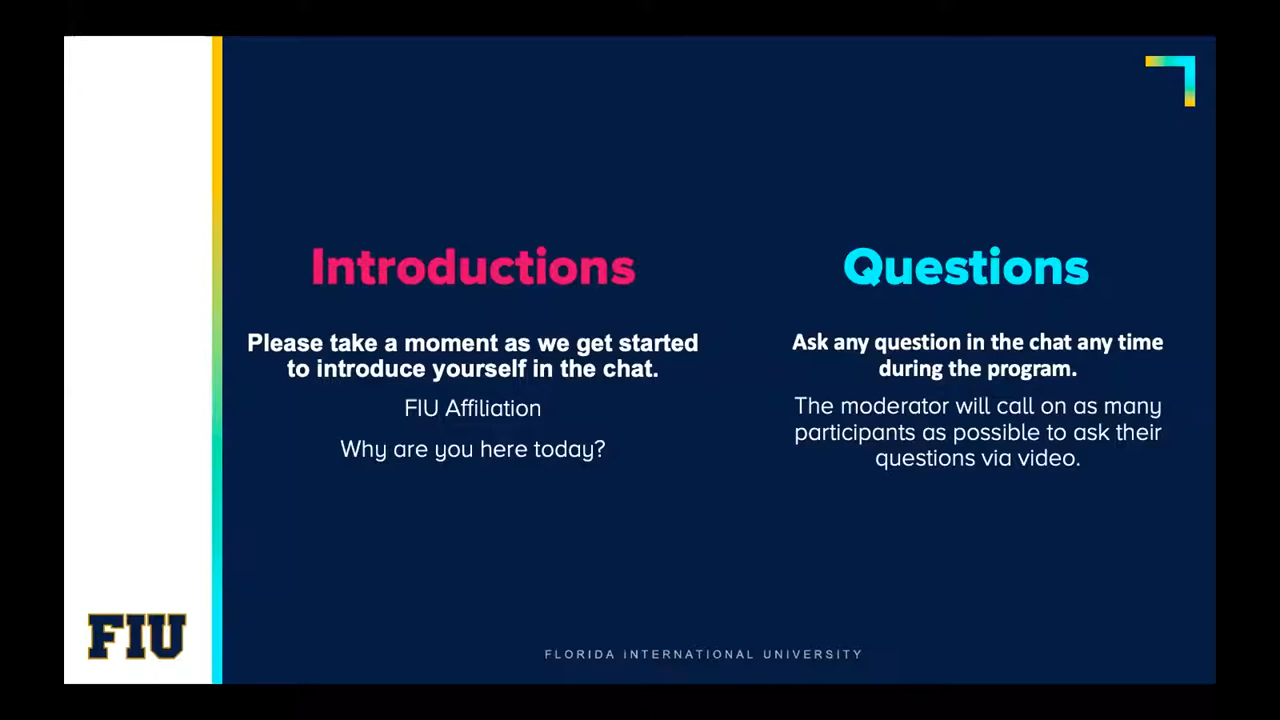 Introductions
Please take a moment as we get started
to introduce yourself in the chat.
FIU Affiliation
Why are you here today?
Questions
Ask any question in the chat any time
during the program.
The moderator will call on as many
participants as possible to ask their
questions via video.
FIU
FLORIDA INTERNATIONAL UNIVERSITY